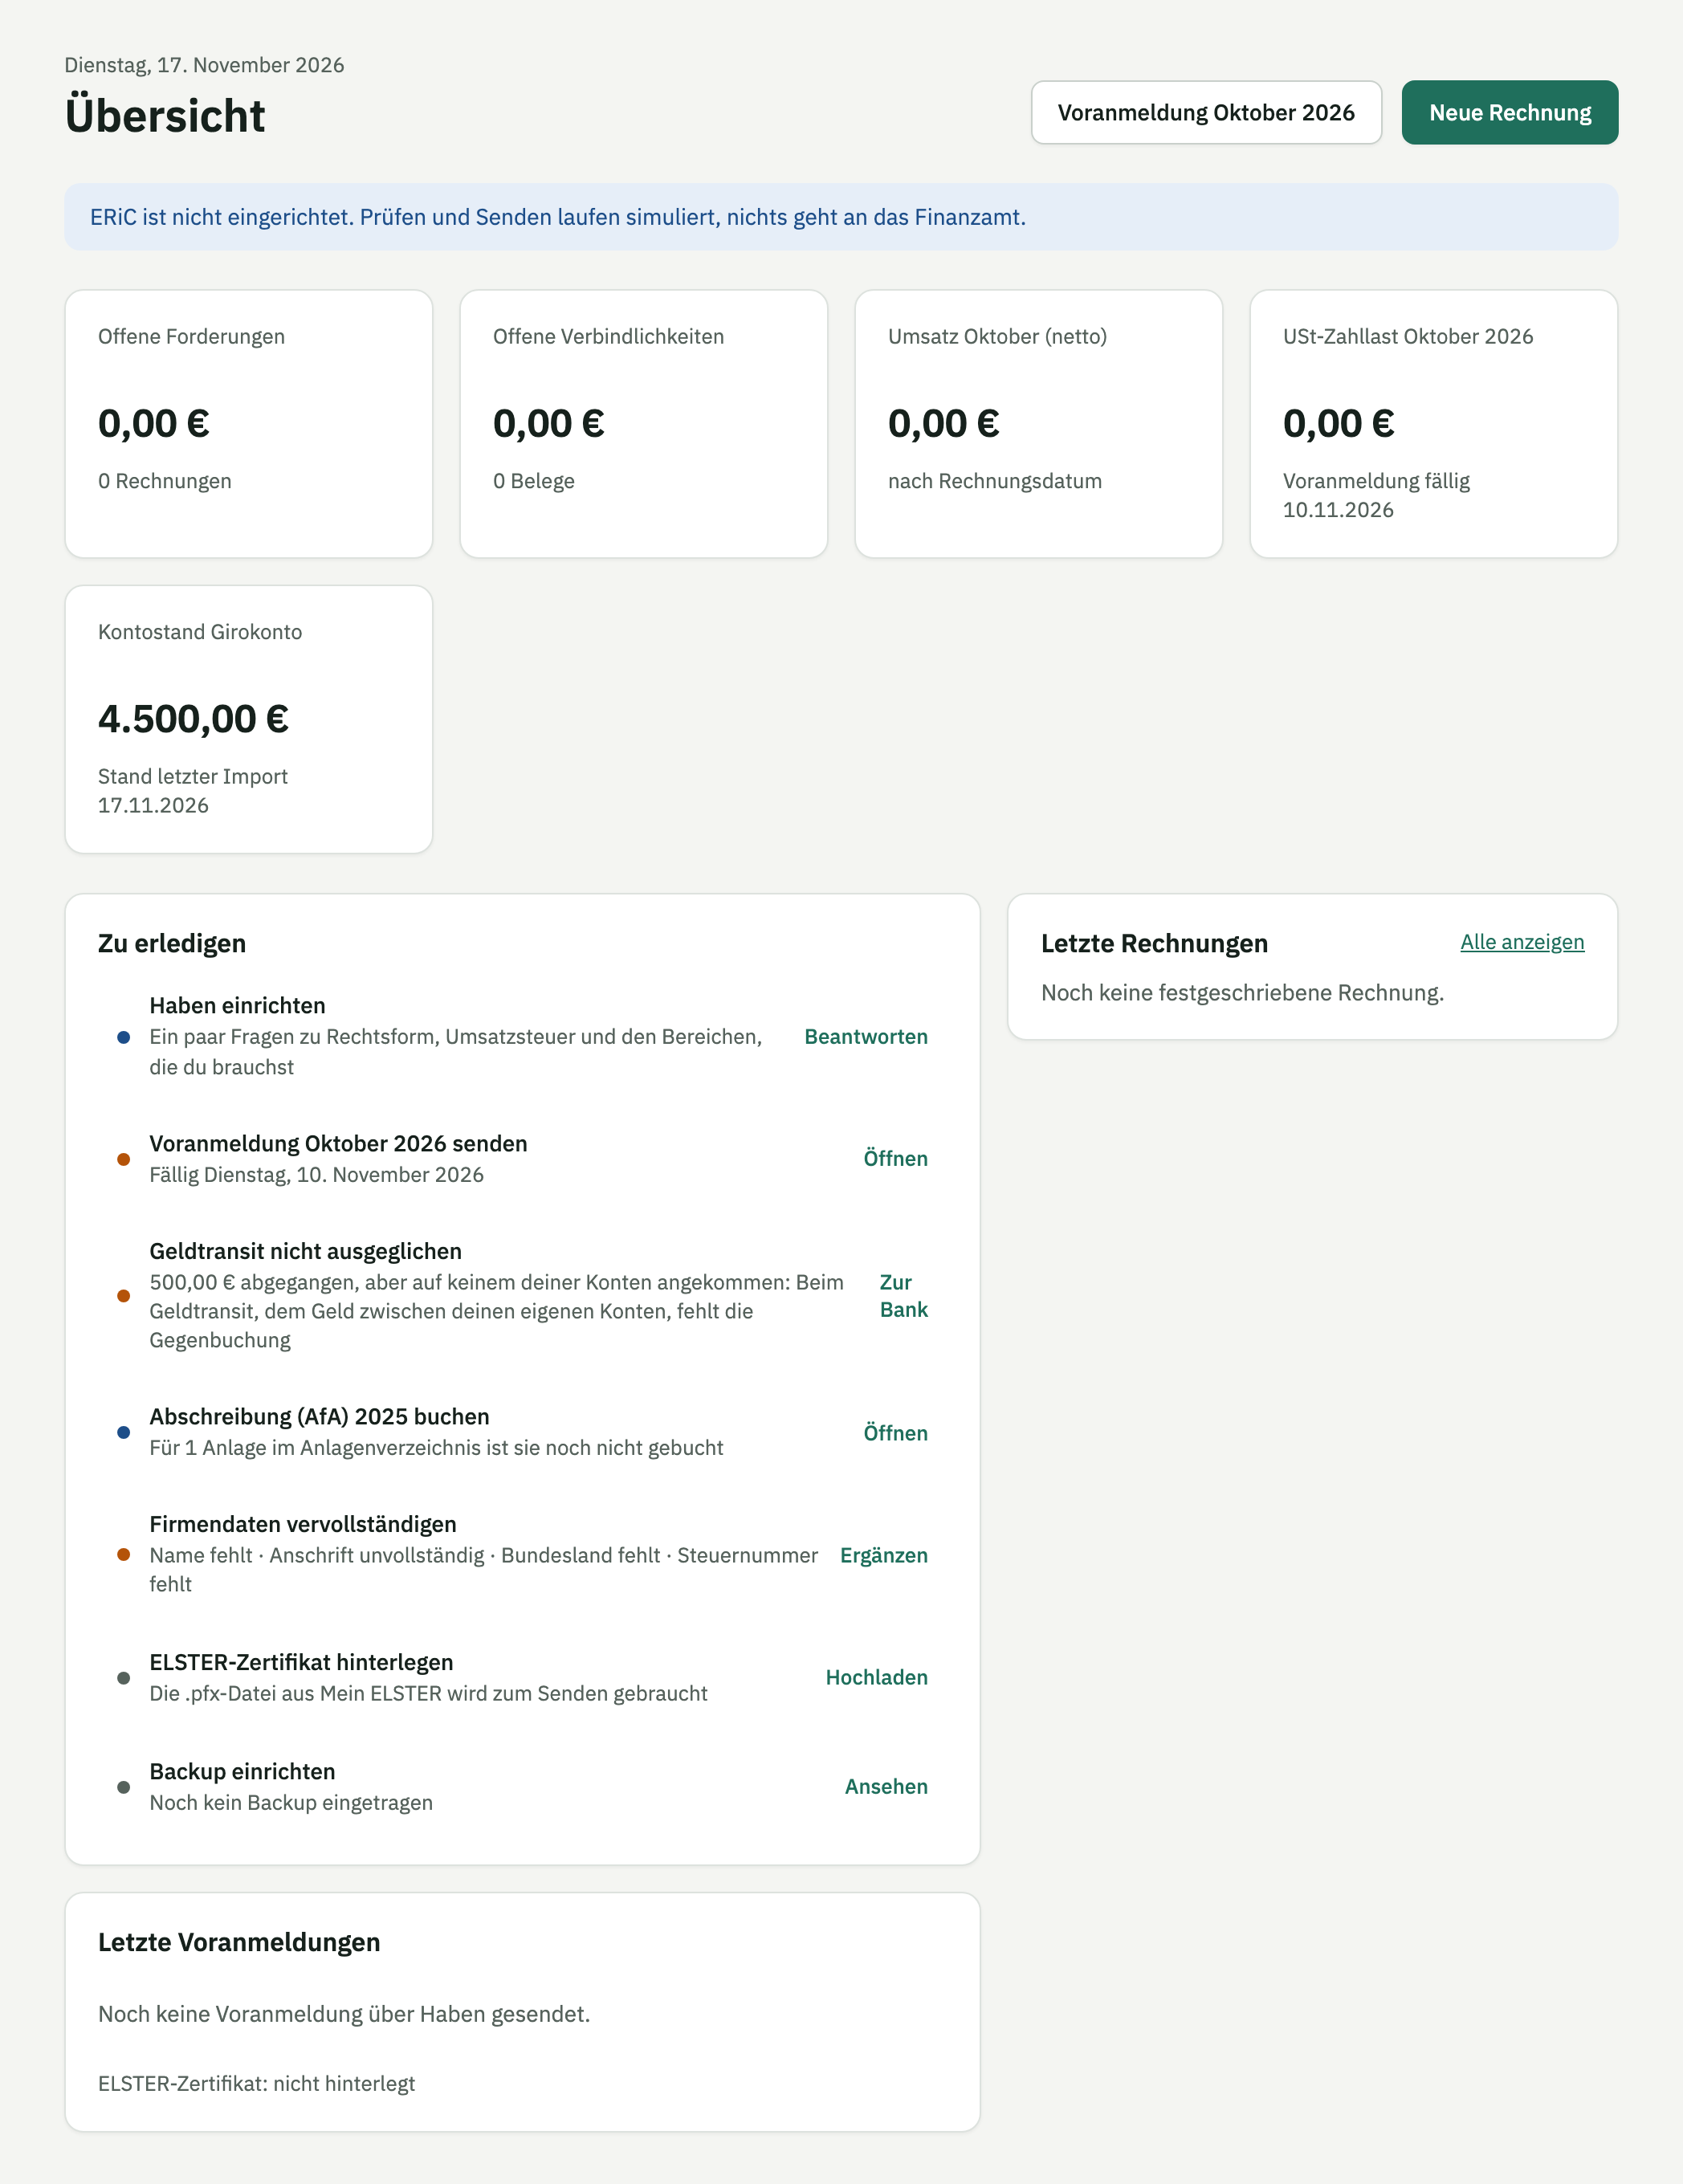 Dienstag, 17. November 2026
Übersicht
Voranmeldung Oktober 2026
Neue Rechnung
ERiC ist nicht eingerichtet. Prüfen und Senden laufen simuliert, nichts geht an das Finanzamt.
Offene Forderungen
0,00 €
0 Rechnungen
Offene Verbindlichkeiten
0,00 €
0 Belege
Umsatz Oktober (netto)
0,00 €
nach Rechnungsdatum
USt-Zahllast Oktober 2026
0,00 €
Voranmeldung fällig
10.11.2026
Kontostand Girokonto
4.500,00 €
Stand letzter Import
17.11.2026
Zu erledigen
Haben einrichten
Ein paar Fragen zu Rechtsform, Umsatzsteuer und den Bereichen,
die du brauchst
Beantworten
Voranmeldung Oktober 2026 senden
Fällig Dienstag, 10. November 2026
Öffnen
Geldtransit nicht ausgeglichen
500,00 € abgegangen, aber auf keinem deiner Konten angekommen: Beim
Geldtransit, dem Geld zwischen deinen eigenen Konten, fehlt die
Gegenbuchung
Zur
Bank
Abschreibung (AfA) 2025 buchen
Für 1 Anlage im Anlagenverzeichnis ist sie noch nicht gebucht
Öffnen
Firmendaten vervollständigen
Name fehlt · Anschrift unvollständig · Bundesland fehlt · Steuernummer
fehlt
Ergänzen
ELSTER-Zertifikat hinterlegen
Die .pfx-Datei aus Mein ELSTER wird zum Senden gebraucht
Hochladen
Backup einrichten
Noch kein Backup eingetragen
Ansehen
Letzte Rechnungen
Alle anzeigen
Noch keine festgeschriebene Rechnung.
Letzte Voranmeldungen
Noch keine Voranmeldung über Haben gesendet.
ELSTER-Zertifikat: nicht hinterlegt